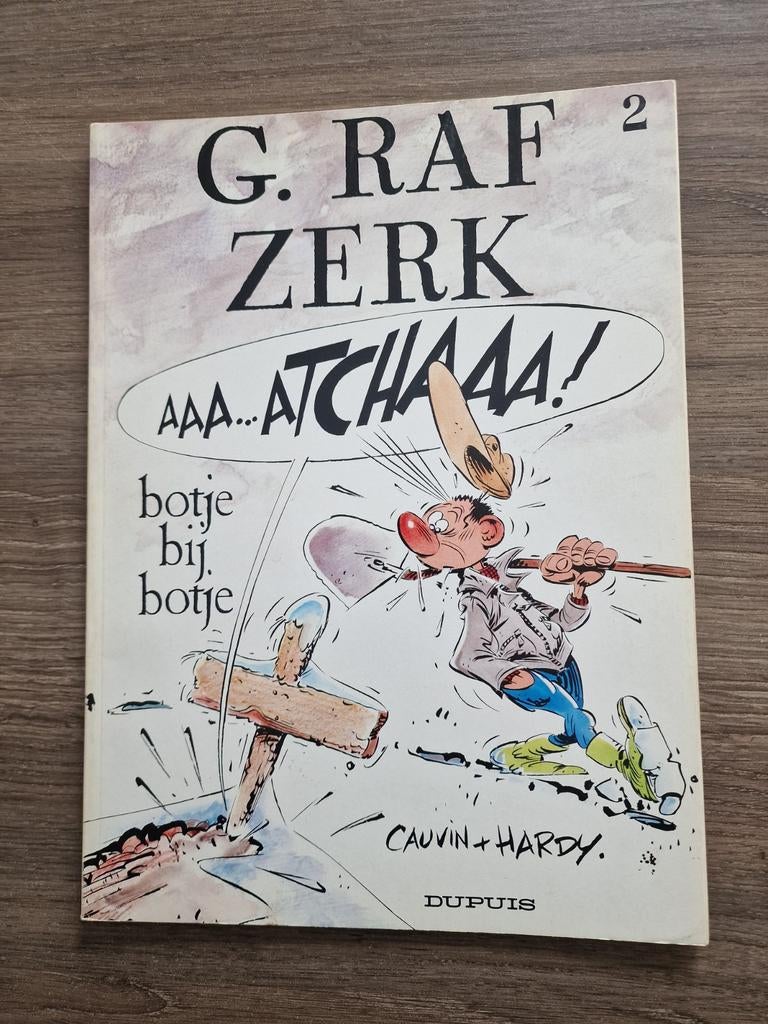 2
G. RAF
ZERK
AAA... ATCHAAA!
botje
bij
botje
CAUVIN + HARDY.
DUPUIS